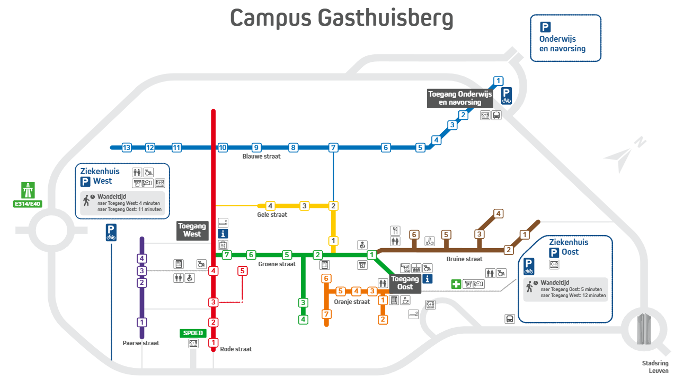 Campus Gasthuisberg
P
Onderwijs
en navorsing
1
Toegang Onderwijs
en navorsing
P
2
3
4
13
12
11
10
9
8
7
6
5
Blauwe straat
Ziekenhuis
P West
Wandeltijd
naar Toegang West: 4 minuten
naar Toegang Oost: 11 minuten
E314/E40
P
N
4
3
2
Gele straat
1
Toegang
West
i
4
6
5
3
2
1
Bruine straat
7
6
5
2
1
Groene straat
3
4
Ziekenhuis
P Oost
Wandeltijd
naar Toegang Oost: 5 minuten
naar Toegang West: 12 minuten
P
Toegang
Oost
i
6
5
4
3
1
Oranje straat
7
2
4
3
2
1
Paarse straat
4
5
3
2
1
Rode straat
SPOED
Stadsring
Leuven